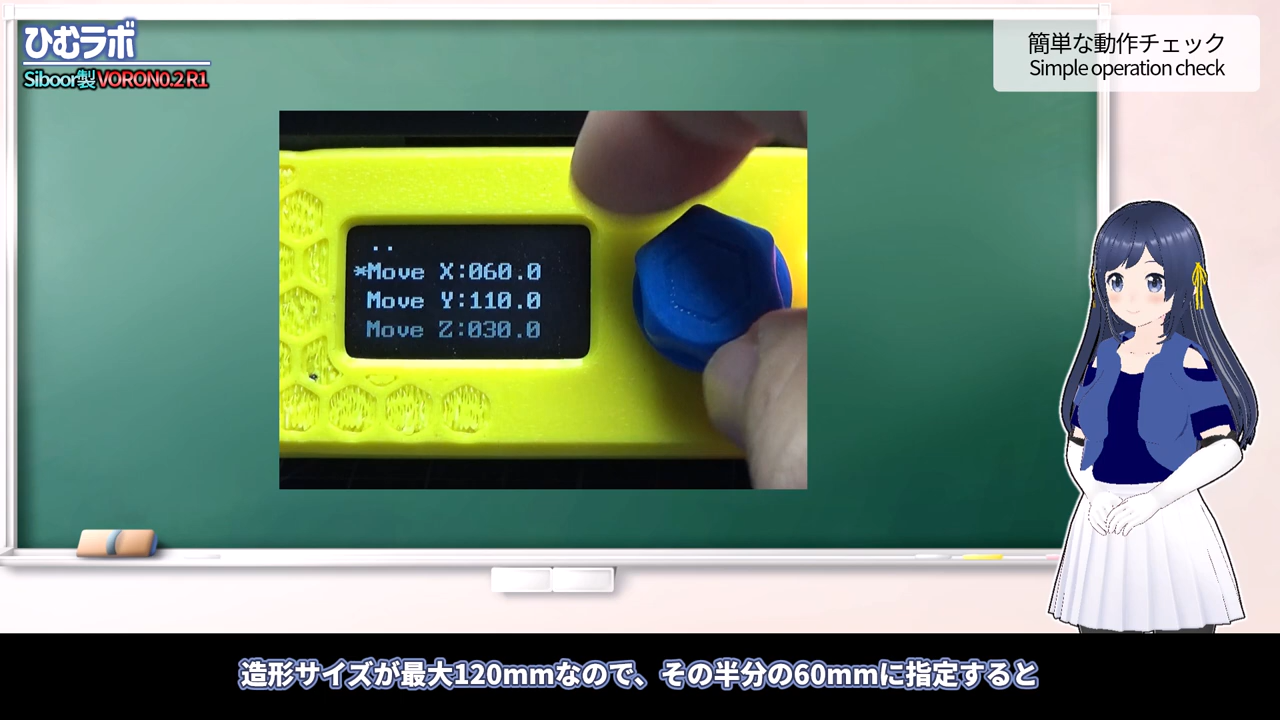 ひむラボ
Siboor製 VORON0.2 R1
簡単な動作チェック
Simple operation check
..
*Move X:060.0
Move Y:110.0
Move Z:030.0
造形サイズが最大120mmなので、その半分の60mmに指定すると